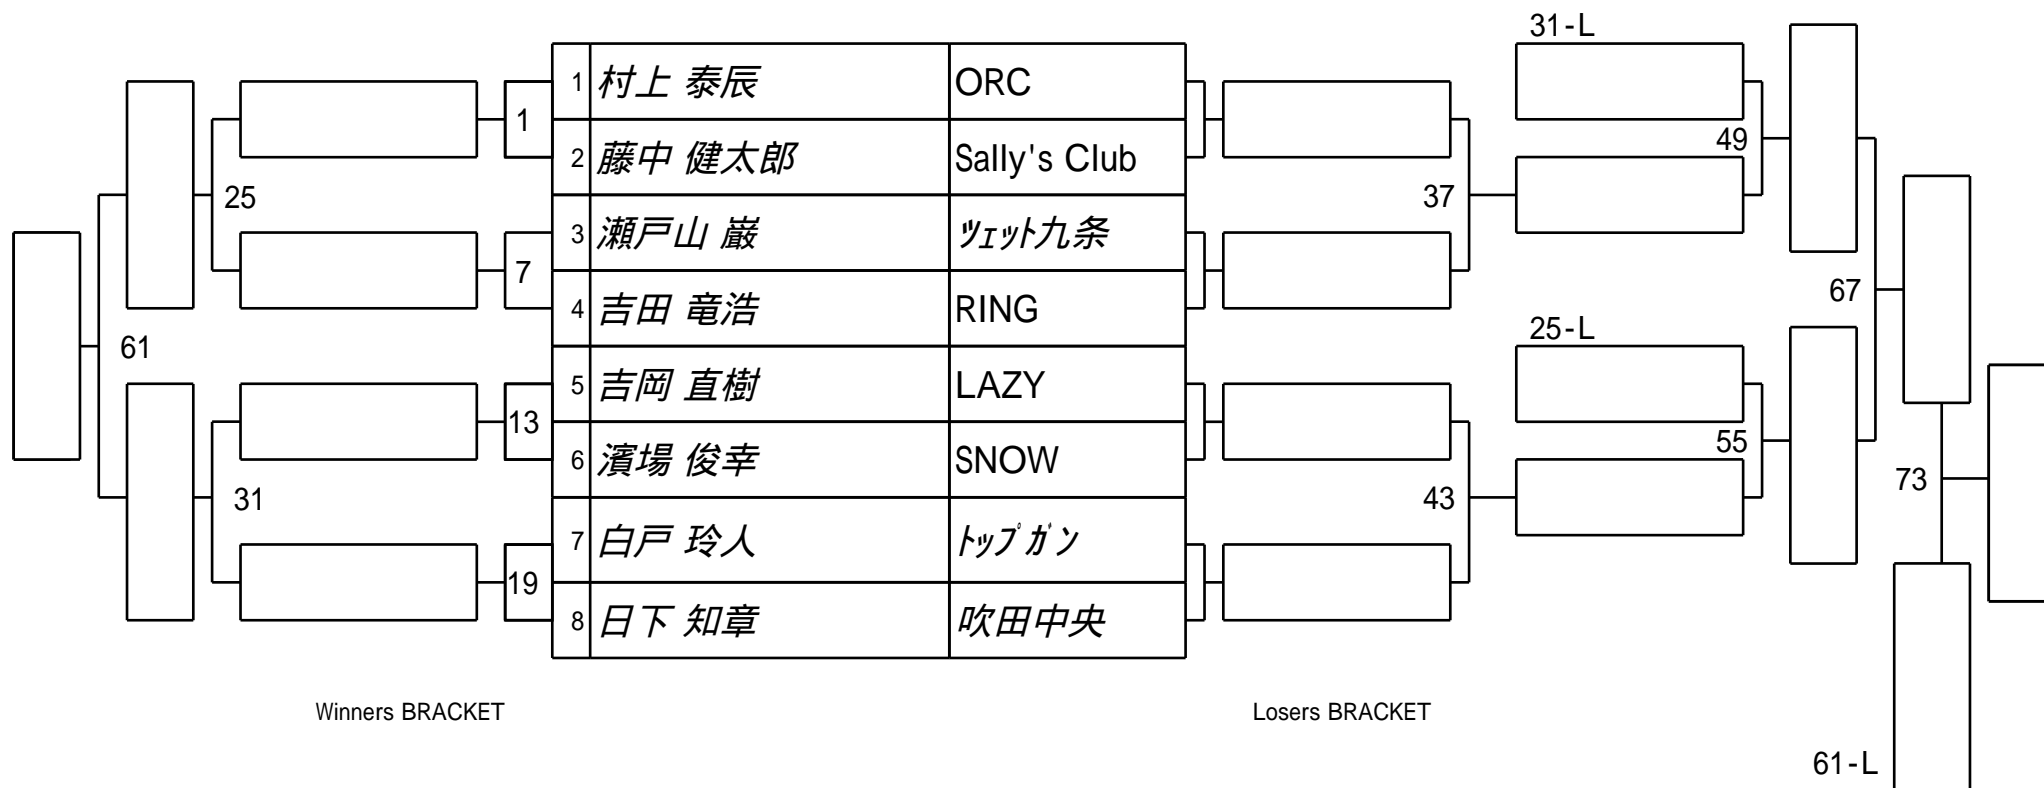 31-L
1 村上 泰辰 ORC
1
49
2 藤中 健太郎 Sally's Club
25
37
3 瀬戸山 巌 ツェット九条
7
67
4 吉田 竜浩 RING
61
25-L
5 吉岡 直樹 LAZY
13
55
6 濱場 俊幸 SNOW
31
43
73
7 白戸 玲人 トップガン
19
8 日下 知章 吹田中央
Winners BRACKET
Losers BRACKET
61-L